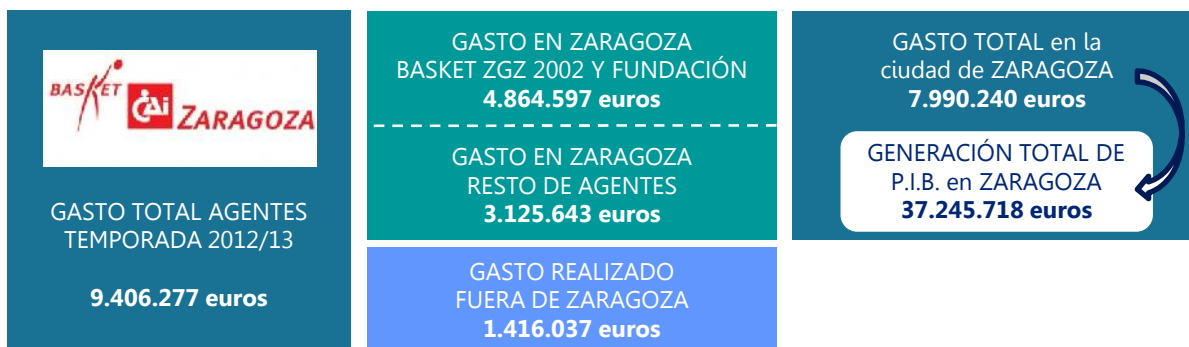 BASKET
CAi
ZARAGOZA
GASTO TOTAL AGENTES
TEMPORADA 2012/13
9.406.277 euros
GASTO EN ZARAGOZA
BASKET ZGZ 2002 Y FUNDACIÓN
4.864.597 euros
GASTO EN ZARAGOZA
RESTO DE AGENTES
3.125.643 euros
GASTO REALIZADO
FUERA DE ZARAGOZA
1.416.037 euros
GASTO TOTAL en la
ciudad de ZARAGOZA
7.990.240 euros
GENERACIÓN TOTAL DE
P.I.B. en ZARAGOZA
37.245.718 euros